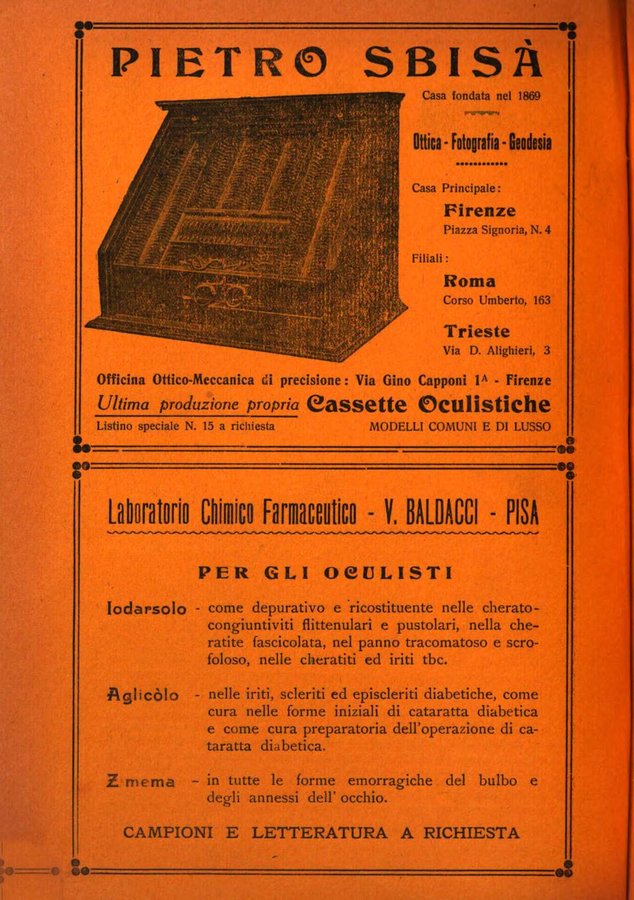 PIETRO SBISÀ
Casa fondata nel 1869
Ottica - Fotografia - Geodesia
Casa Principale:
Firenze
Piazza Signoria, N. 4
Filiali:
Roma
Corso Umberto, 163
Trieste
Via D. Alighieri, 3
Officina Ottico-Meccanica di precisione: Via Gino Capponi 1ᴬ - Firenze
Ultima produzione propria Cassette Oculistiche
Listino speciale N. 15 a richiesta MODELLI COMUNI E DI LUSSO
Laboratorio Chimico Farmaceutico - V. BALDACCI - PISA
PER GLI OCULISTI
Iodarsolo - come depurativo e ricostituente nelle cherato-
congiuntiviti flittenulari e pustolari, nella che-
ratite fascicolata, nel panno tracomatoso e scro-
foloso, nelle cheratiti ed iriti tbc.
Aglicòlo - nelle iriti, scleriti ed episcleriti diabetiche, come
cura nelle forme iniziali di cataratta diabetica
e come cura preparatoria dell'operazione di ca-
taratta diabetica.
Z mema - in tutte le forme emorragiche del bulbo e
degli annessi dell' occhio.
CAMPIONI E LETTERATURA A RICHIESTA